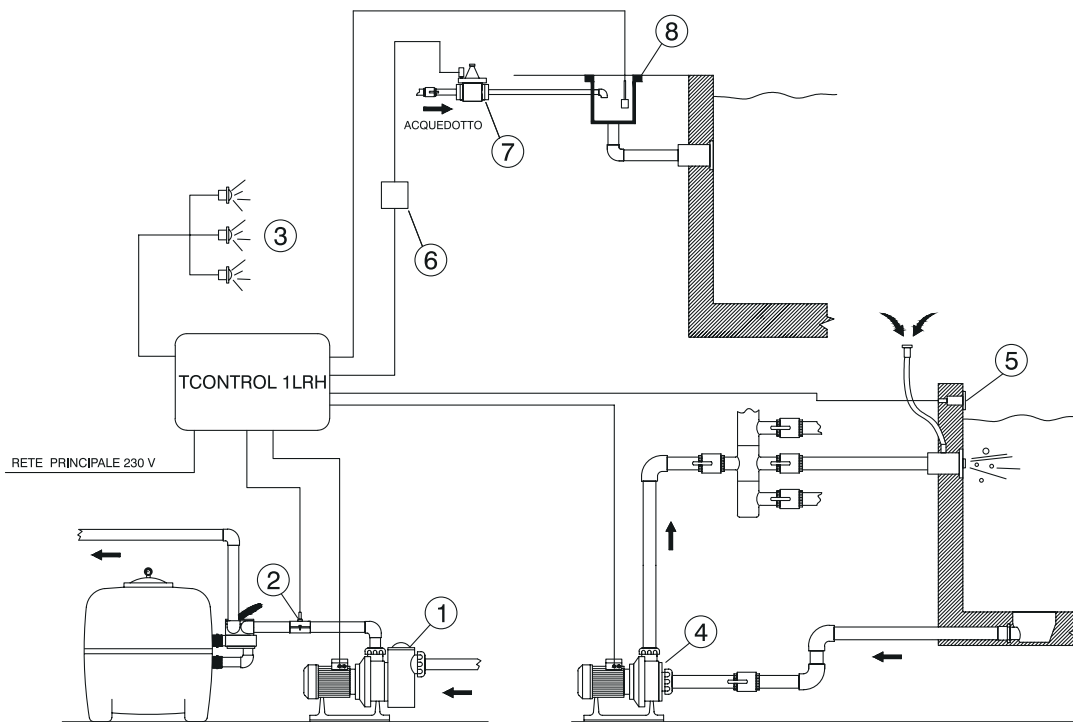 8
ACQUEDOTTO
7
3
6
TCONTROL 1LRH
5
RETE PRINCIPALE 230 V
2
1
4